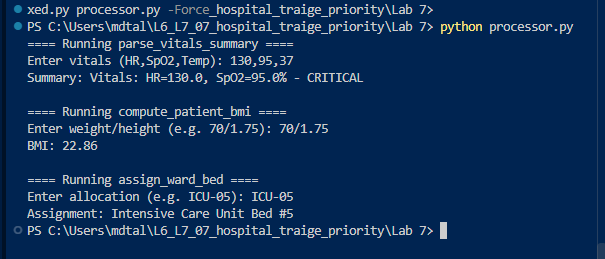 xed.py processor.py -Force_hospital_traige_priority\Lab 7>
PS C:\Users\mdtal\L6_L7_07_hospital_traige_priority\Lab 7> python processor.py
==== Running parse_vitals_summary ====
Enter vitals (HR,SpO2,Temp): 130,95,37
Summary: Vitals: HR=130.0, SpO2=95.0% - CRITICAL

==== Running compute_patient_bmi ====
Enter weight/height (e.g. 70/1.75): 70/1.75
BMI: 22.86

==== Running assign_ward_bed ====
Enter allocation (e.g. ICU-05): ICU-05
Assignment: Intensive Care Unit Bed #5
PS C:\Users\mdtal\L6_L7_07_hospital_traige_priority\Lab 7>